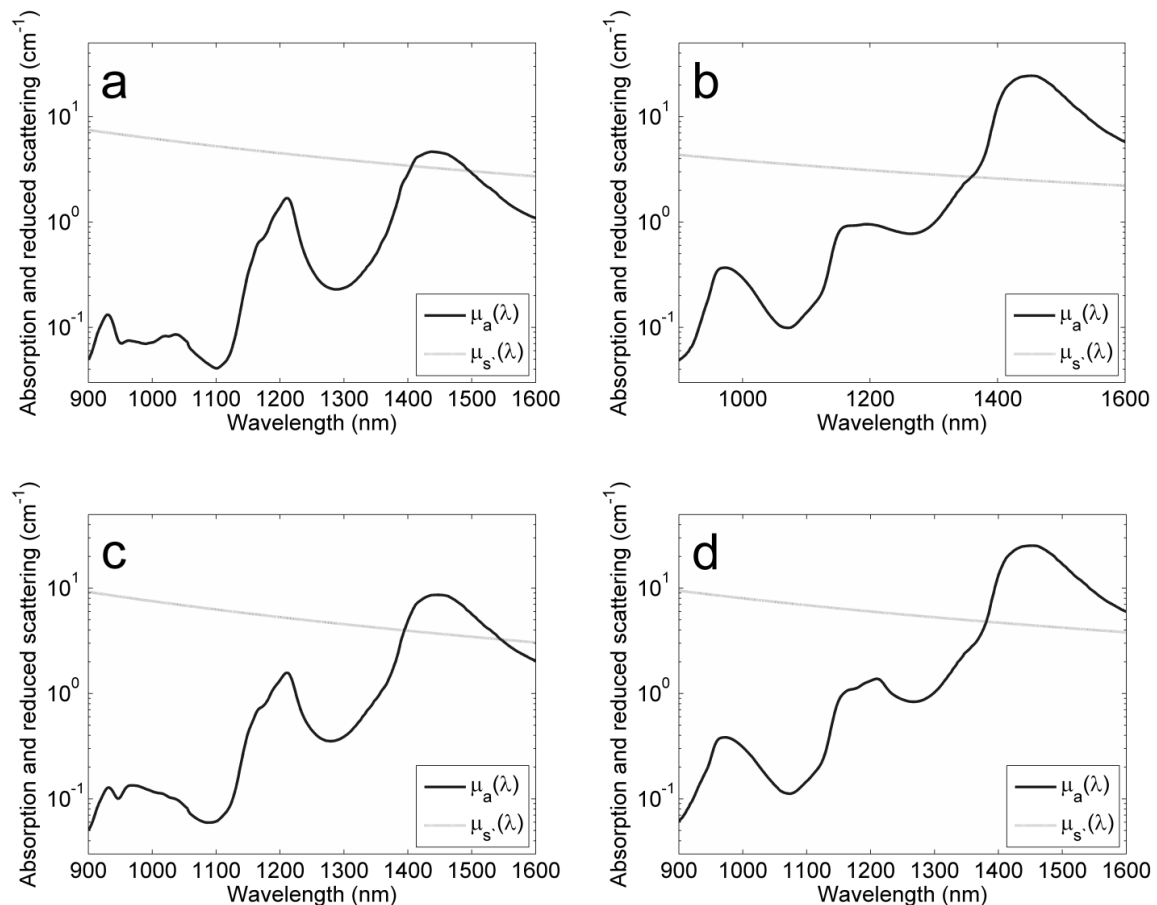 a
Absorption and reduced scattering (cm⁻¹)
10¹
10⁰
10⁻¹
μₐ(λ)
μₛ‵(λ)
900 1000 1100 1200 1300 1400 1500 1600
Wavelength (nm)
b
Absorption and reduced scattering (cm⁻¹)
10¹
10⁰
10⁻¹
μₐ(λ)
μₛ‵(λ)
1000 1200 1400 1600
Wavelength (nm)
c
Absorption and reduced scattering (cm⁻¹)
10¹
10⁰
10⁻¹
μₐ(λ)
μₛ‵(λ)
900 1000 1100 1200 1300 1400 1500 1600
Wavelength (nm)
d
Absorption and reduced scattering (cm⁻¹)
10¹
10⁰
10⁻¹
μₐ(λ)
μₛ‵(λ)
900 1000 1100 1200 1300 1400 1500 1600
Wavelength (nm)